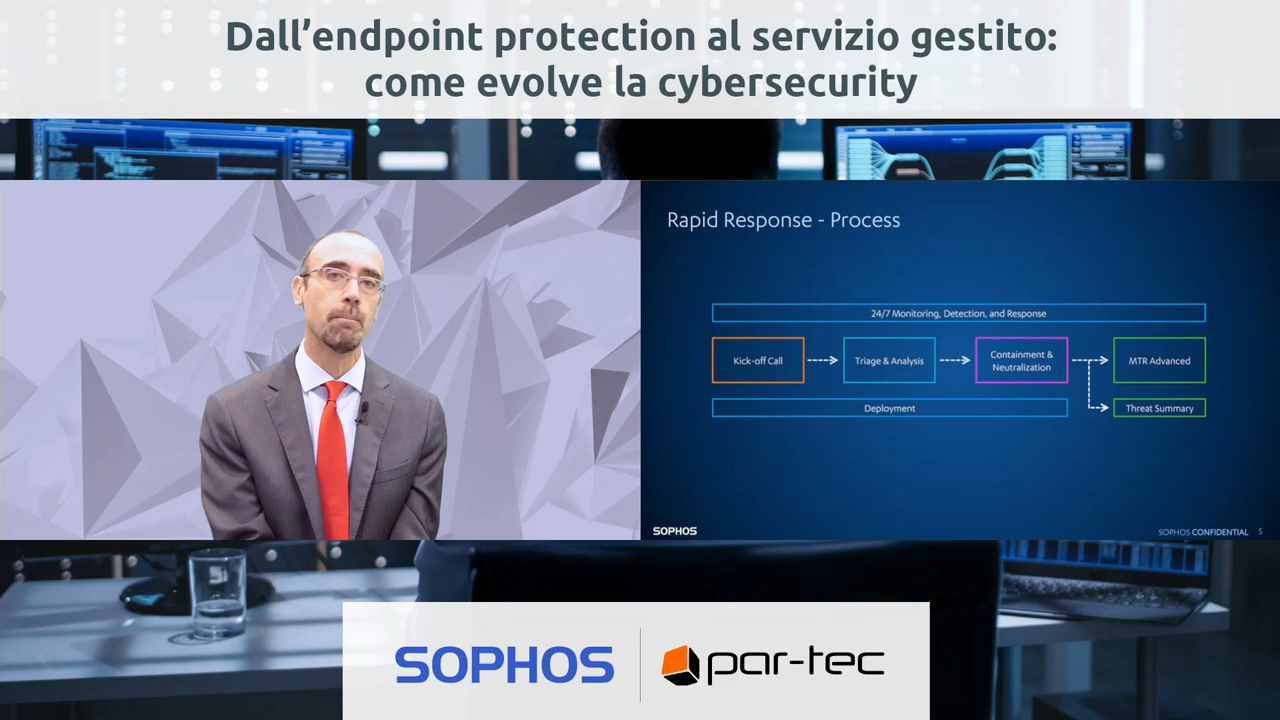 Dall’endpoint protection al servizio gestito:
come evolve la cybersecurity
Rapid Response - Process
24/7 Monitoring, Detection, and Response
Kick-off Call
Triage & Analysis
Containment &
Neutralization
MTR Advanced
Deployment
Threat Summary
SOPHOS
SOPHOS CONFIDENTIAL 5
SOPHOS
par-tec